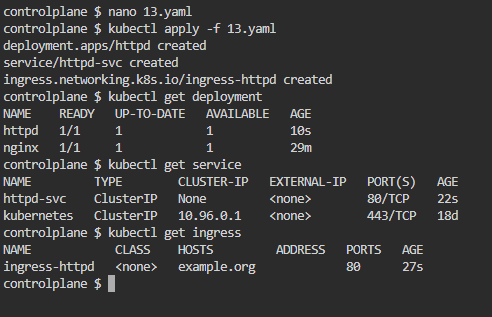 controlplane $ nano 13.yaml
controlplane $ kubectl apply -f 13.yaml
deployment.apps/httpd created
service/httpd-svc created
ingress.networking.k8s.io/ingress-httpd created
controlplane $ kubectl get deployment
NAME    READY   UP-TO-DATE   AVAILABLE   AGE
httpd   1/1     1            1           10s
nginx   1/1     1            1           29m
controlplane $ kubectl get service
NAME         TYPE        CLUSTER-IP   EXTERNAL-IP   PORT(S)   AGE
httpd-svc    ClusterIP   None         <none>        80/TCP    22s
kubernetes   ClusterIP   10.96.0.1    <none>        443/TCP   18d
controlplane $ kubectl get ingress
NAME            CLASS    HOSTS         ADDRESS   PORTS   AGE
ingress-httpd   <none>   example.org             80      27s
controlplane $